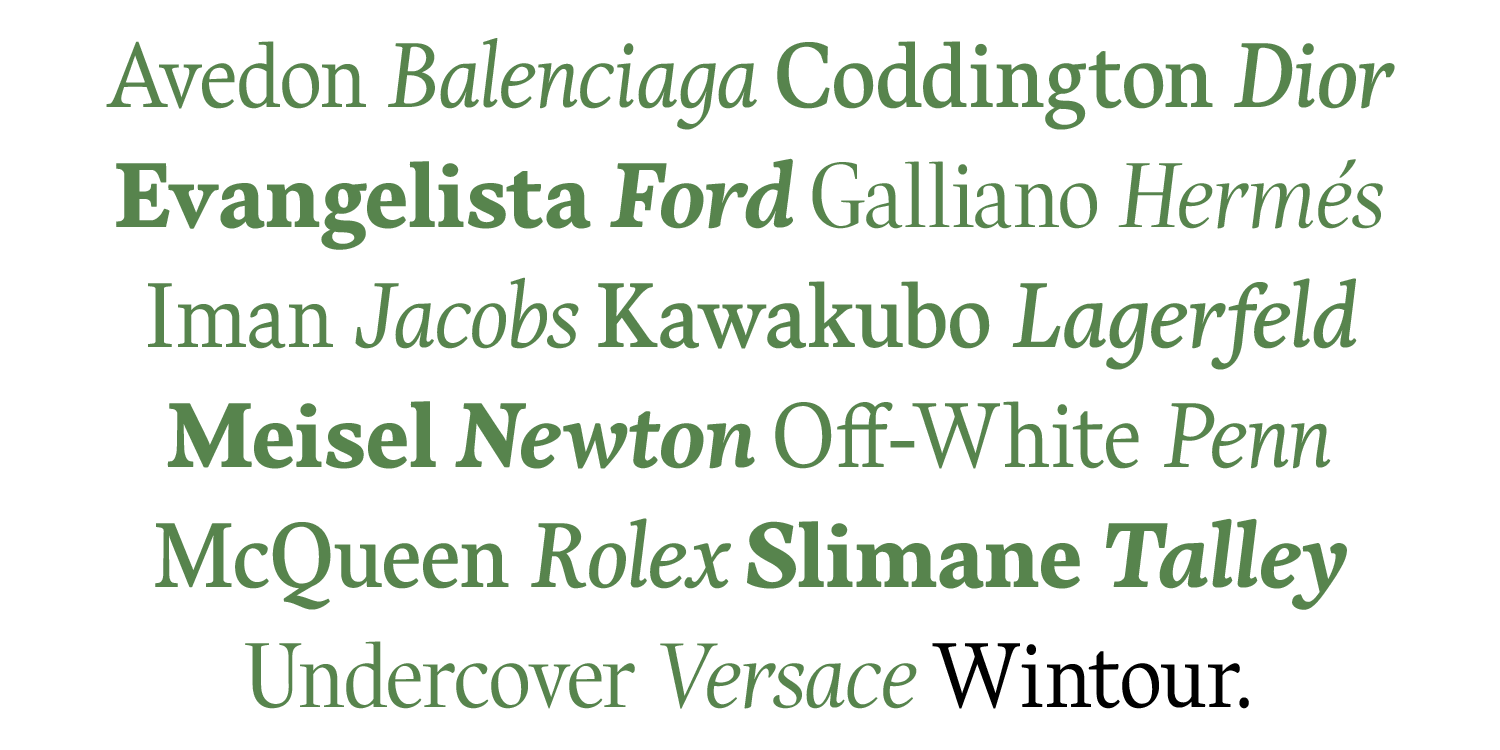 Avedon Balenciaga Coddington Dior
Evangelista Ford Galliano Hermés
Iman Jacobs Kawakubo Lagerfeld
Meisel Newton Off-White Penn
McQueen Rolex Slimane Talley
Undercover Versace Wintour.